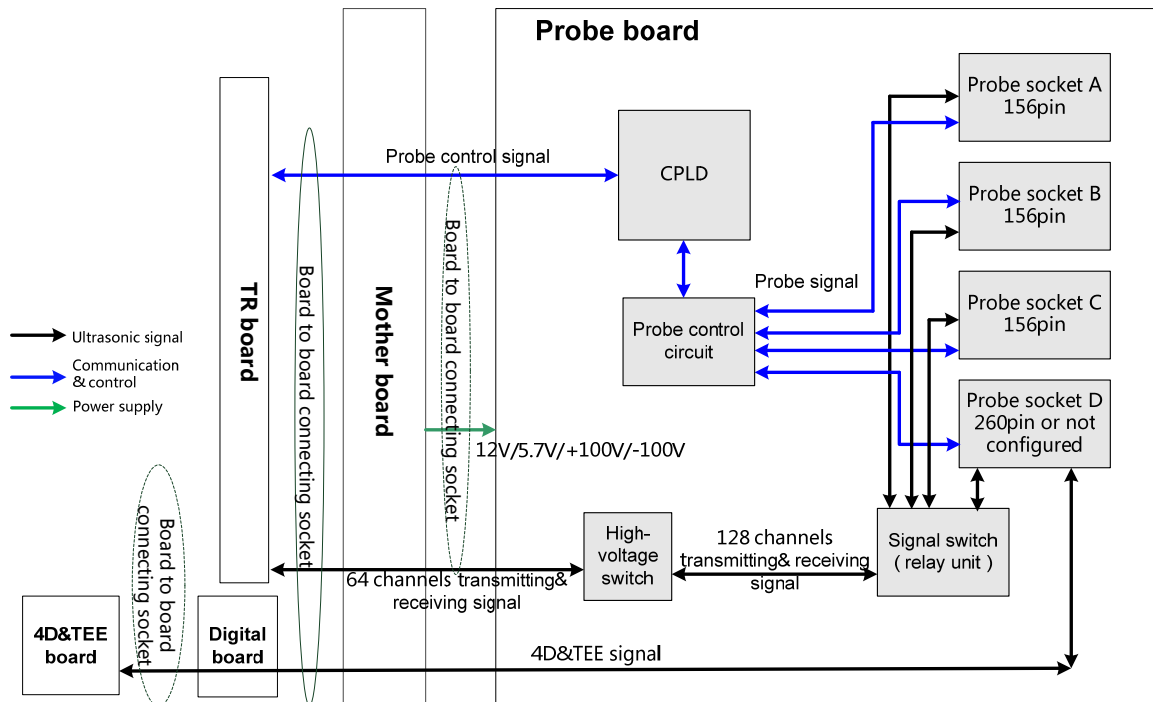 Probe board
Probe socket A
156pin
Probe control signal
CPLD
Probe socket B
156pin
Probe signal
Probe socket C
156pin
Probe control
circuit
TR board
Mother board
Board to board connecting socket
Board to board connecting socket
Ultrasonic signal
Communication
& control
Power supply
Probe socket D
260pin or not
configured
12V/5.7V/+100V/-100V
Board to board
connecting socket
High-
voltage
switch
128 channels
transmitting& receiving
signal
Signal switch
( relay unit )
64 channels transmitting&
receiving signal
4D&TEE
board
Digital
board
4D&TEE signal